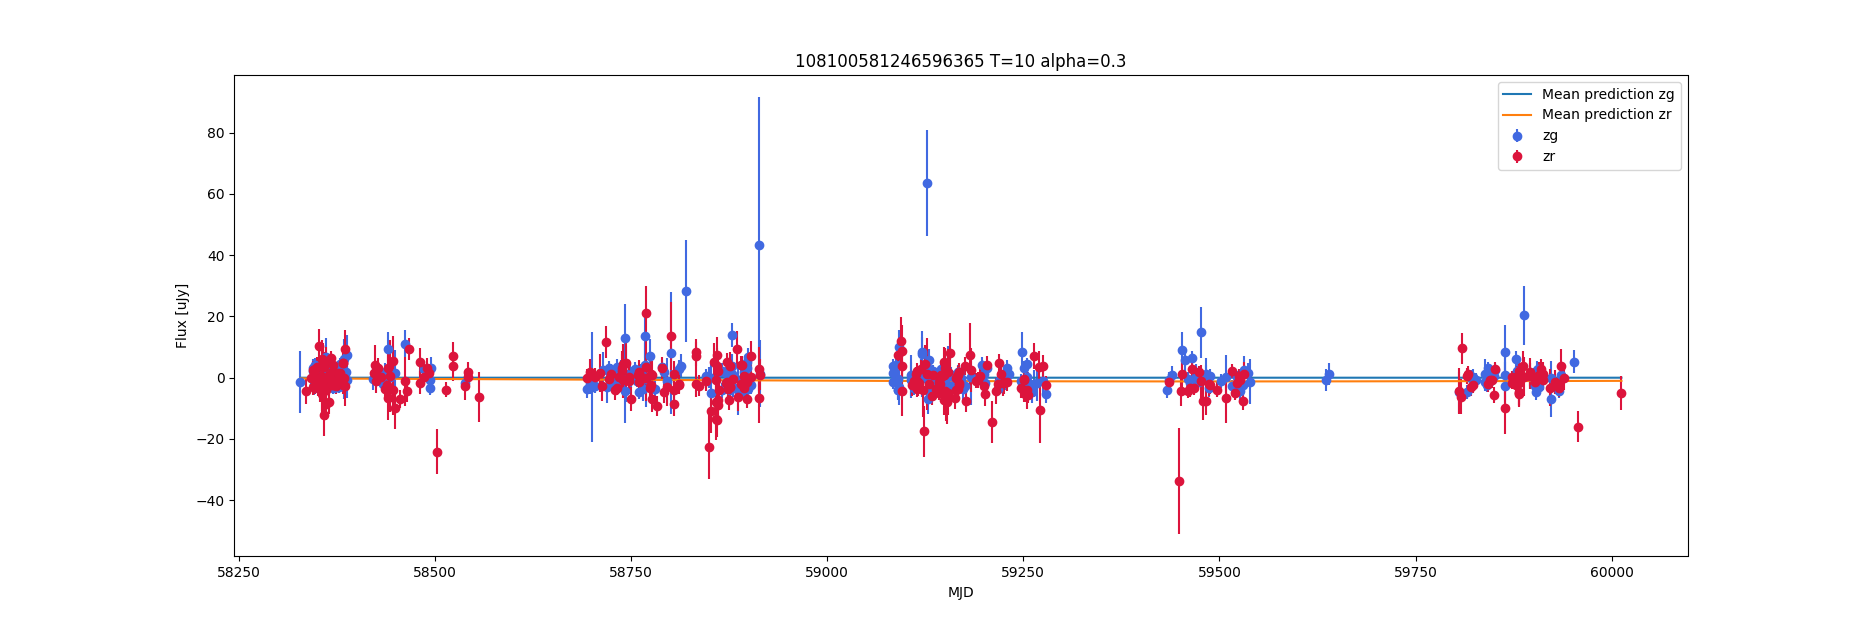 108100581246596365 T=10 alpha=0.3
Mean prediction zg
Mean prediction zr
zg
zr
Flux [uJy]
80
60
40
20
0
−20
−40
58250 58500 58750 59000 59250 59500 59750 60000
MJD